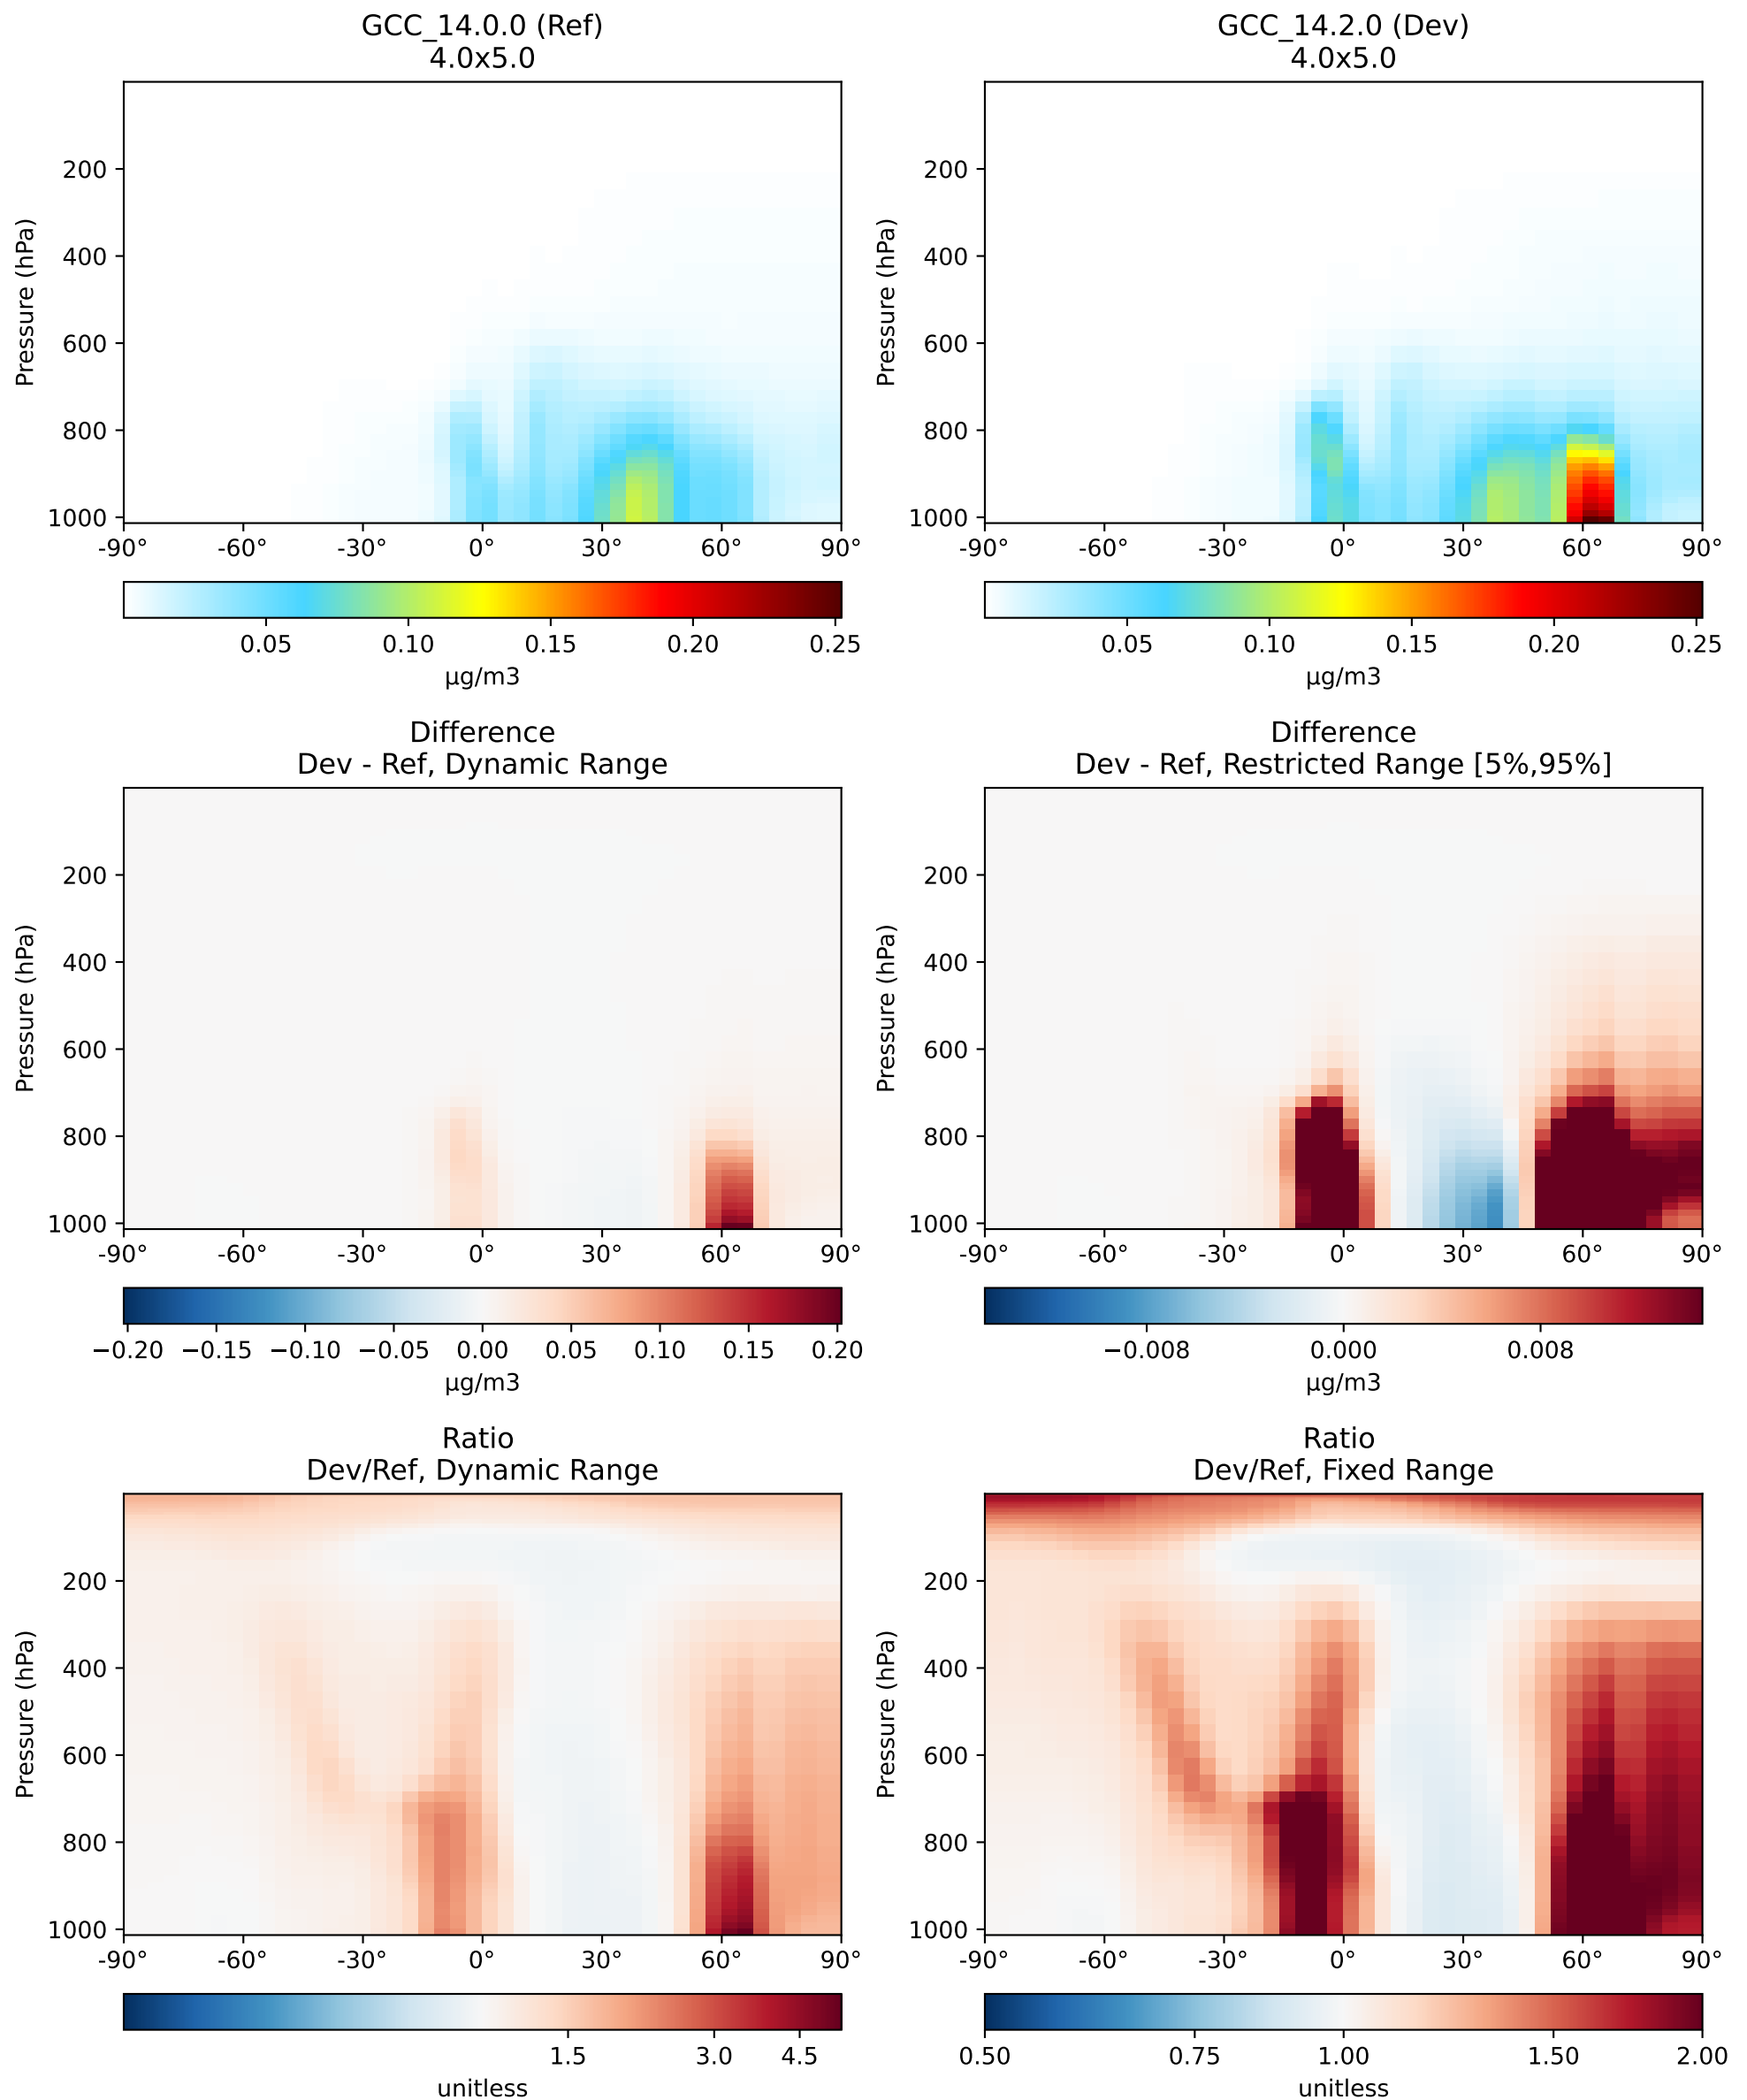 GCC_14.0.0 (Ref)
4.0x5.0
Pressure (hPa)
200
400
600
800
1000
-90° -60° -30° 0° 30° 60° 90°
0.05 0.10 0.15 0.20 0.25
µg/m3
GCC_14.2.0 (Dev)
4.0x5.0
Pressure (hPa)
200
400
600
800
1000
-90° -60° -30° 0° 30° 60° 90°
0.05 0.10 0.15 0.20 0.25
µg/m3
Difference
Dev - Ref, Dynamic Range
Pressure (hPa)
200
400
600
800
1000
-90° -60° -30° 0° 30° 60° 90°
−0.20 −0.15 −0.10 −0.05 0.00 0.05 0.10 0.15 0.20
µg/m3
Difference
Dev - Ref, Restricted Range [5%,95%]
Pressure (hPa)
200
400
600
800
1000
-90° -60° -30° 0° 30° 60° 90°
−0.008 0.000 0.008
µg/m3
Ratio
Dev/Ref, Dynamic Range
Pressure (hPa)
200
400
600
800
1000
-90° -60° -30° 0° 30° 60° 90°
1.5 3.0 4.5
unitless
Ratio
Dev/Ref, Fixed Range
Pressure (hPa)
200
400
600
800
1000
-90° -60° -30° 0° 30° 60° 90°
0.50 0.75 1.00 1.50 2.00
unitless